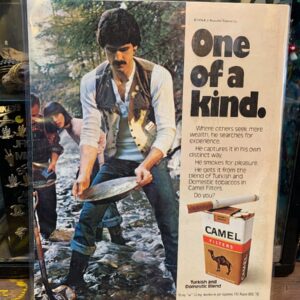 One
of a
kind.
Where others seek more
wealth, he searches for
experience.
He captures it in his own
distinct way.
He smokes for pleasure.
He gets it from the
blend of Turkish and
Domestic tobaccos in
Camel Filters.
Do you?
CAMEL
FILTERS
Turkish and
Domestic Blend